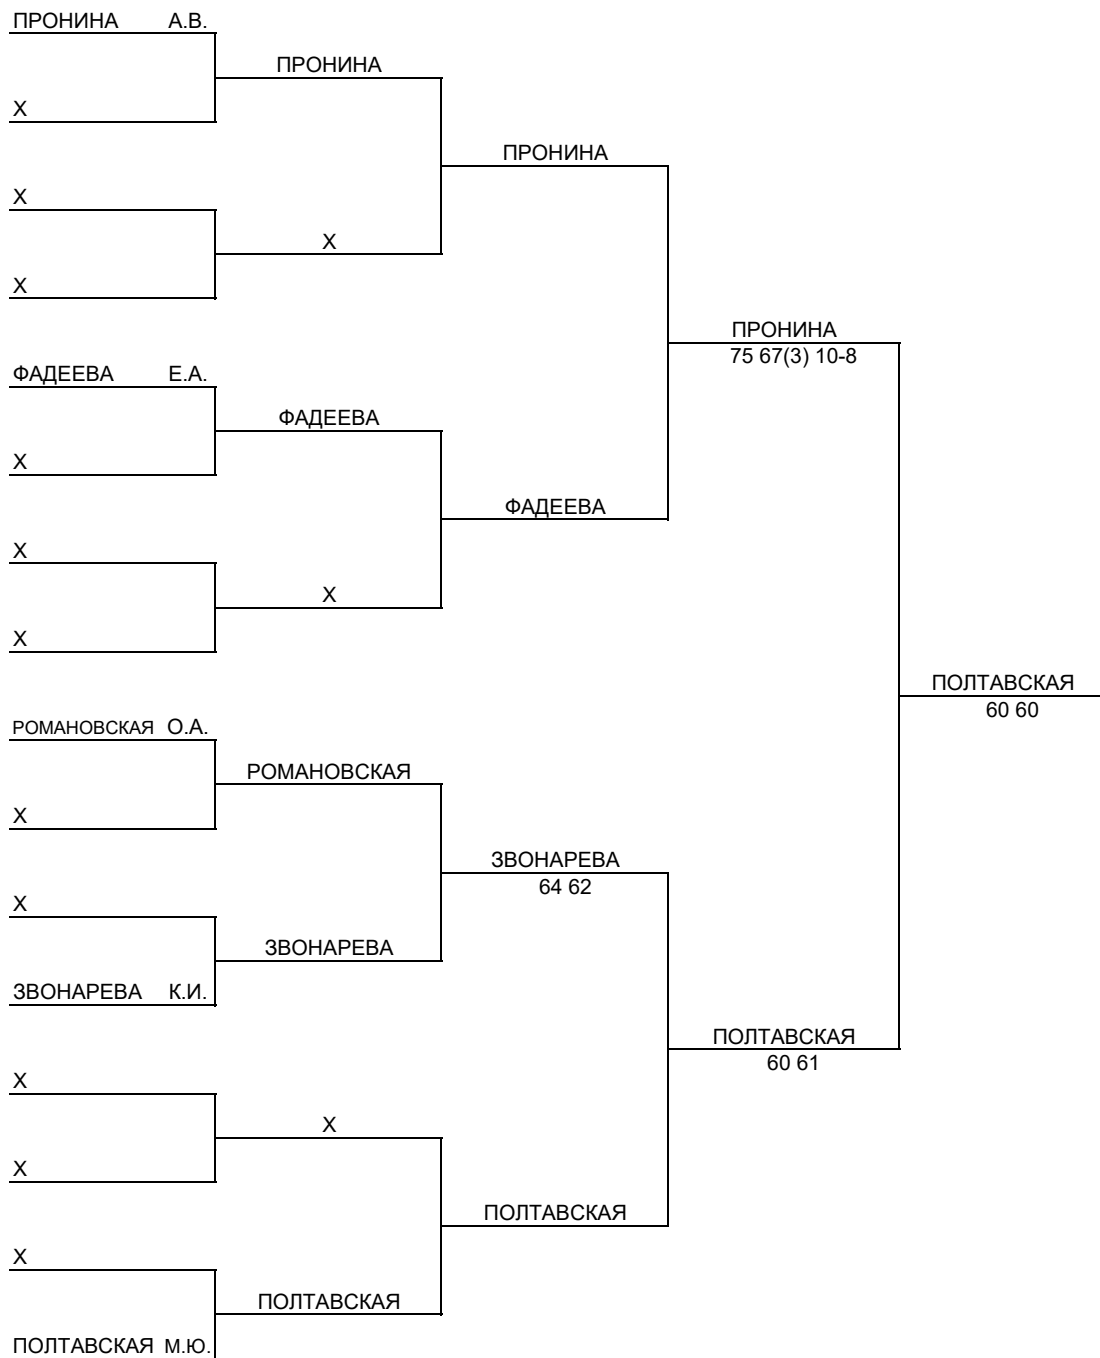 ПРОНИНА А.В.
ПРОНИНА
Х
ПРОНИНА
Х
Х
Х
ПРОНИНА
75 67(3) 10-8
ФАДЕЕВА Е.А.
ФАДЕЕВА
Х
ФАДЕЕВА
Х
Х
Х
ПОЛТАВСКАЯ
60 60
РОМАНОВСКАЯ О.А.
РОМАНОВСКАЯ
Х
ЗВОНАРЕВА
64 62
Х
ЗВОНАРЕВА
ЗВОНАРЕВА К.И.
ПОЛТАВСКАЯ
60 61
Х
Х
Х
ПОЛТАВСКАЯ
Х
ПОЛТАВСКАЯ
ПОЛТАВСКАЯ М.Ю.